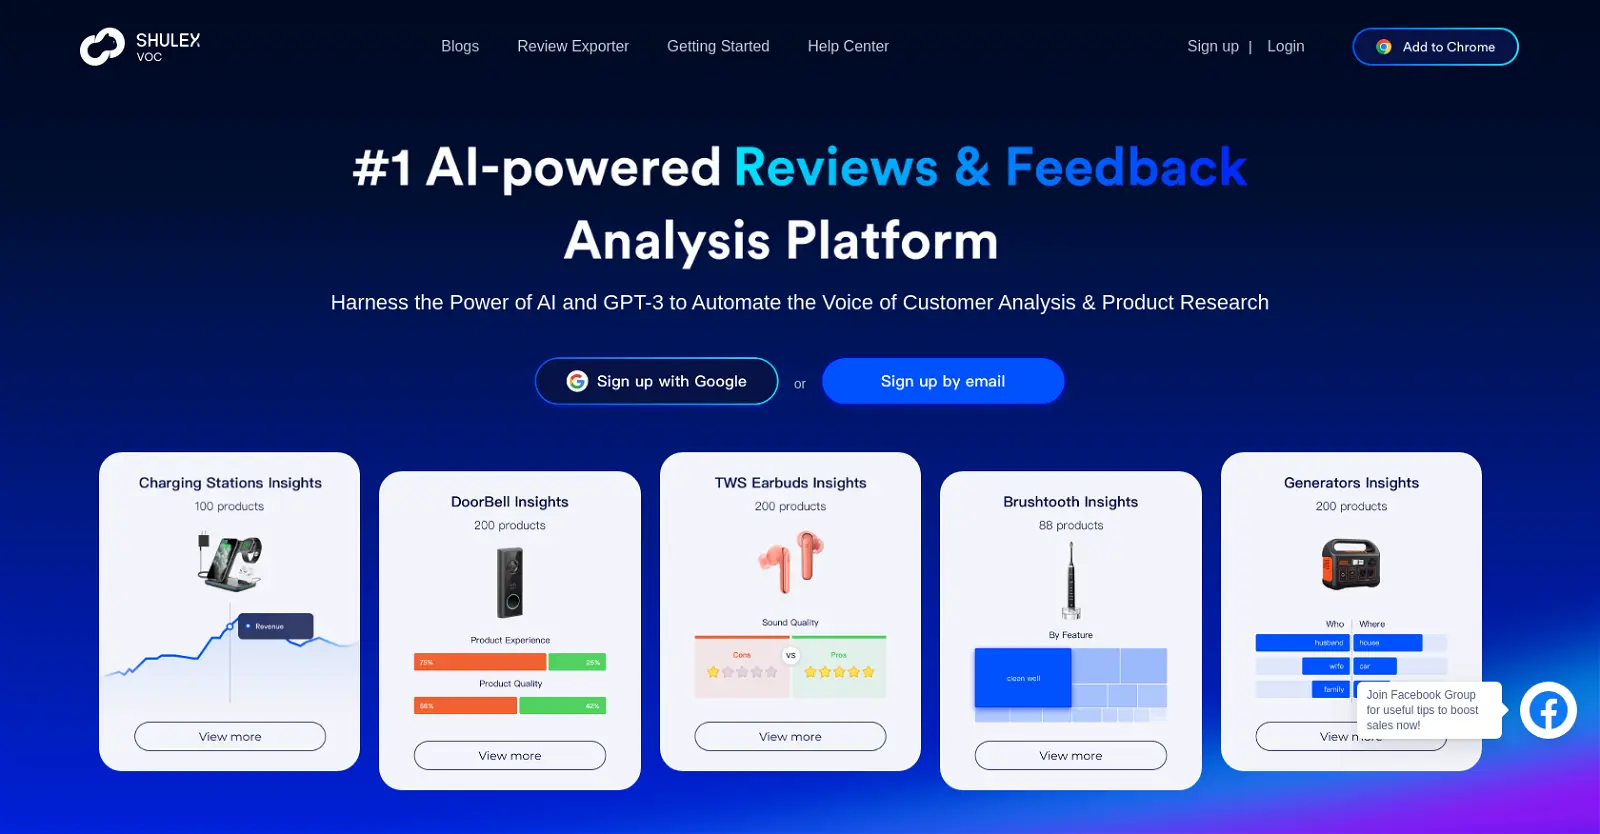 SHULEX
VOC
Blogs
Review Exporter
Getting Started
Help Center
Sign up | Login
Add to Chrome
#1 AI-powered Reviews & Feedback
Analysis Platform
Harness the Power of AI and GPT-3 to Automate the Voice of Customer Analysis & Product Research
Sign up with Google
or
Sign up by email
Charging Stations Insights
100 products
Revenue
View more
DoorBell Insights
200 products
Product Experience
75%
25%
Product Quality
42%
View more
TWS Earbuds Insights
200 products
Sound Quality
Cons
VS
Pros
View more
Brushtooth Insights
88 products
By Feature
clean well
View more
Generators Insights
200 products
Who
Where
husband
house
wife
car
family
View
Join Facebook Group
for useful tips to boost
sales now!